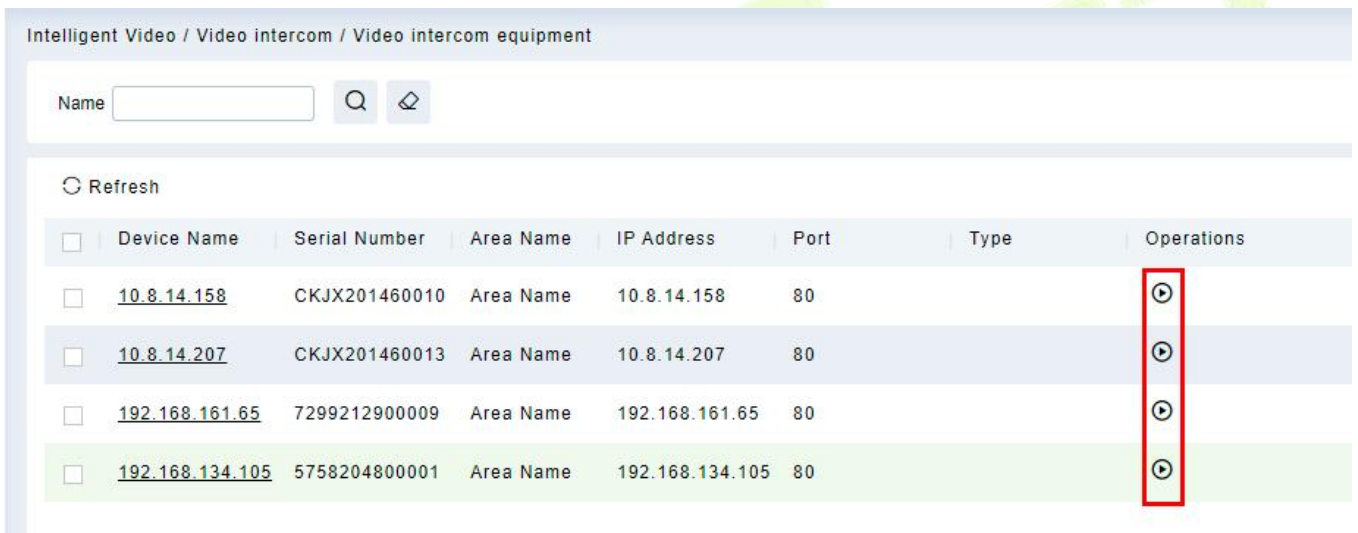 Intelligent Video / Video intercom / Video intercom equipment
Name
Refresh
Device Name Serial Number Area Name IP Address Port Type Operations
10.8.14.158 CKJX201460010 Area Name 10.8.14.158 80
10.8.14.207 CKJX201460013 Area Name 10.8.14.207 80
192.168.161.65 7299212900009 Area Name 192.168.161.65 80
192.168.134.105 5758204800001 Area Name 192.168.134.105 80